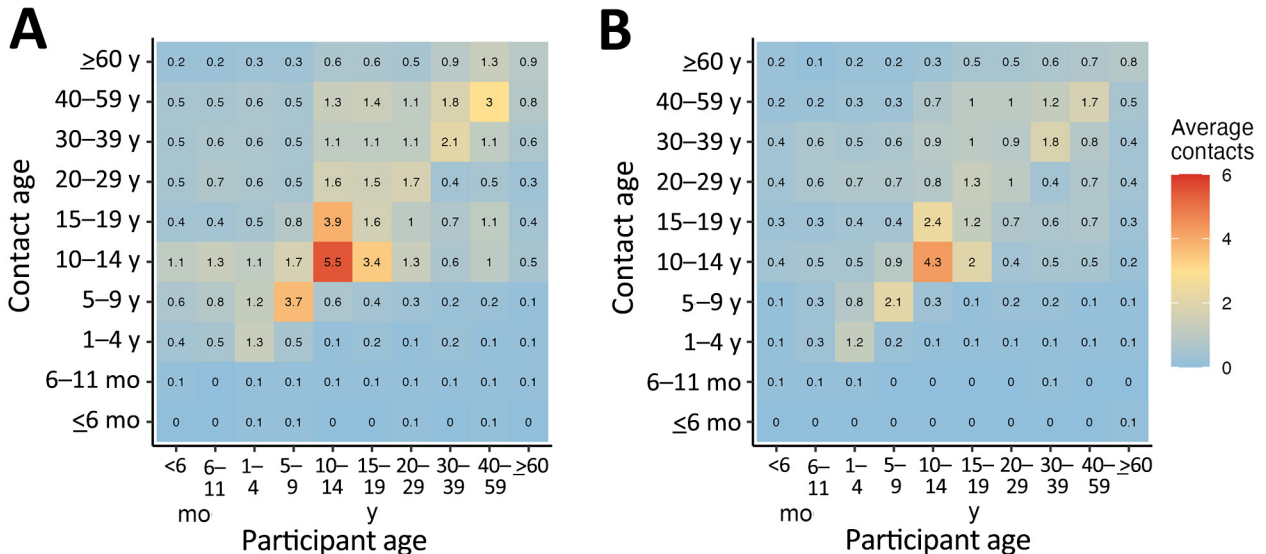 A
≥60 y 0.2 0.2 0.3 0.3 0.6 0.6 0.5 0.9 1.3 0.9
40–59 y 0.5 0.5 0.6 0.5 1.3 1.4 1.1 1.8 3 0.8
30–39 y 0.5 0.6 0.6 0.5 1.1 1.1 1.1 2.1 1.1 0.6
20–29 y 0.5 0.7 0.6 0.5 1.6 1.5 1.7 0.4 0.5 0.3
15–19 y 0.4 0.4 0.5 0.8 3.9 1.6 1 0.7 1.1 0.4
10–14 y 1.1 1.3 1.1 1.7 5.5 3.4 1.3 0.6 1 0.5
5–9 y 0.6 0.8 1.2 3.7 0.6 0.4 0.3 0.2 0.2 0.1
1–4 y 0.4 0.5 1.3 0.5 0.1 0.2 0.1 0.2 0.1 0.1
6–11 mo 0.1 0 0.1 0.1 0.1 0.1 0.1 0.1 0.1 0.1
≤6 mo 0 0 0.1 0.1 0 0 0.1 0 0.1 0
Contact age
<6 6– 1– 5– 10– 15– 20– 30– 40– ≥60
11 4 9 14 19 29 39 59
mo y
Participant age
B
≥60 y 0.2 0.1 0.2 0.2 0.3 0.5 0.5 0.6 0.7 0.8
40–59 y 0.2 0.2 0.3 0.3 0.7 1 1 1.2 1.7 0.5
30–39 y 0.4 0.6 0.5 0.6 0.9 1 0.9 1.8 0.8 0.4
20–29 y 0.4 0.6 0.7 0.7 0.8 1.3 1 0.4 0.7 0.4
15–19 y 0.3 0.3 0.4 0.4 2.4 1.2 0.7 0.6 0.7 0.3
10–14 y 0.4 0.5 0.5 0.9 4.3 2 0.4 0.5 0.5 0.2
5–9 y 0.1 0.3 0.8 2.1 0.3 0.1 0.2 0.2 0.1 0.1
1–4 y 0.1 0.3 1.2 0.2 0.1 0.1 0.1 0.1 0.1 0.1
6–11 mo 0.1 0.1 0.1 0 0 0 0 0.1 0 0
≤6 mo 0 0 0 0 0 0 0 0 0 0.1
Contact age
<6 6– 1– 5– 10– 15– 20– 30– 40– ≥60
11 4 9 14 19 29 39 59
mo y
Participant age
Average
contacts
6
4
2
0